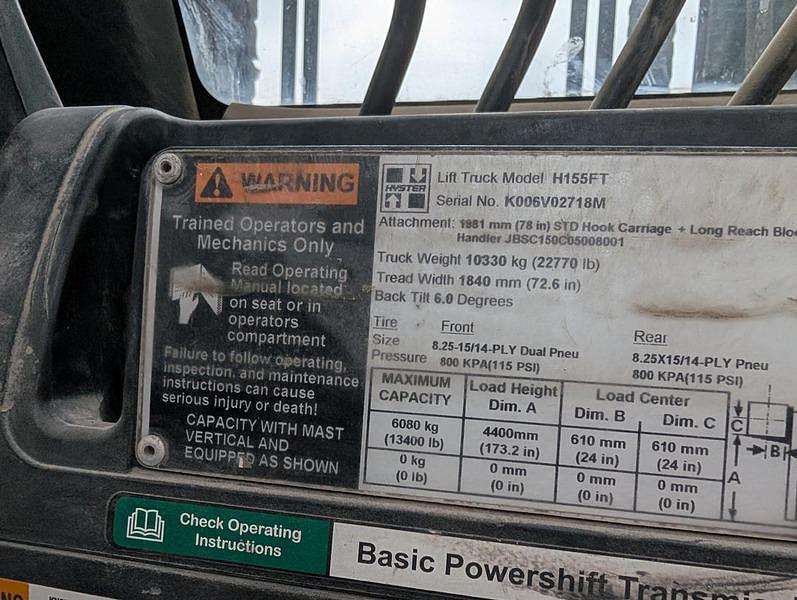 WARNING
Trained Operators and
Mechanics Only
Read Operating
Manual located
on seat or in
operators
compartment
Failure to follow operating,
inspection, and maintenance
instructions can cause
serious injury or death!
CAPACITY WITH MAST
VERTICAL AND
EQUIPPED AS SHOWN
HYSTER
Lift Truck Model H155FT
Serial No. K006V02718M
Attachment: 1981 mm (78 in) STD Hook Carriage + Long Reach Bloc
Handler JBSC150C05008001
Truck Weight 10330 kg (22770 lb)
Tread Width 1840 mm (72.6 in)
Back Tilt 6.0 Degrees
Tire Front Rear
Size 8.25-15/14-PLY Dual Pneu 8.25X15/14-PLY Pneu
Pressure 800 KPA(115 PSI) 800 KPA(115 PSI)
MAXIMUM CAPACITY Load Height Dim. A Load Center Dim. B Dim. C
6080 kg 4400mm 610 mm 610 mm
(13400 lb) (173.2 in) (24 in) (24 in)
0 kg 0 mm 0 mm 0 mm
(0 lb) (0 in) (0 in) (0 in)
C
B
A
Check Operating
Instructions
Basic Powershift Transmis